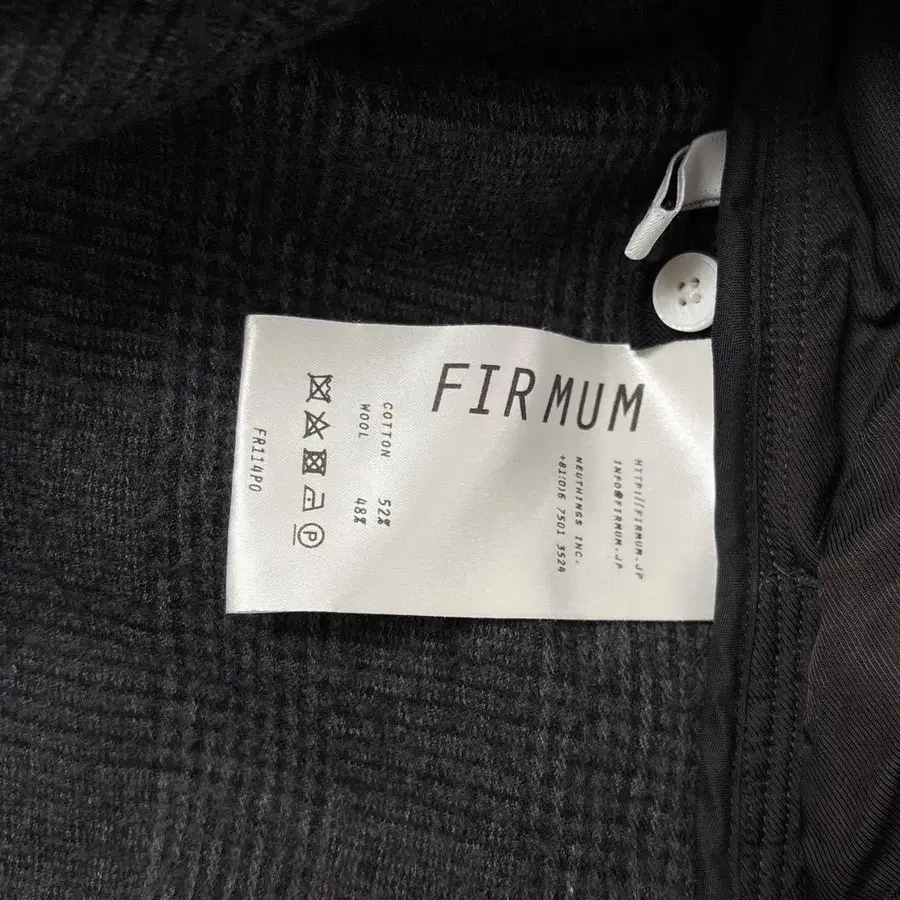 FIRMUM
HTTP://FIRMUM.JP
INFO@FIRMUM.JP
NEUTHINGS INC.
+81(0)6 7501 3524
COTTON 52%
WOOL 48%
P
FR114PO